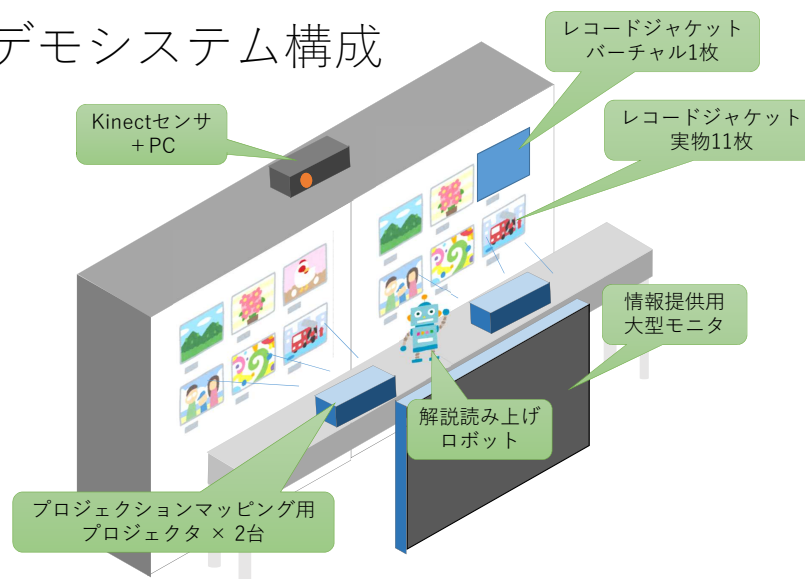 デモシステム構成
レコードジャケット
バーチャル1枚
Kinectセンサ
＋PC
レコードジャケット
実物11枚
情報提供用
大型モニタ
解説読み上げ
ロボット
プロジェクションマッピング用
プロジェクタ × 2台